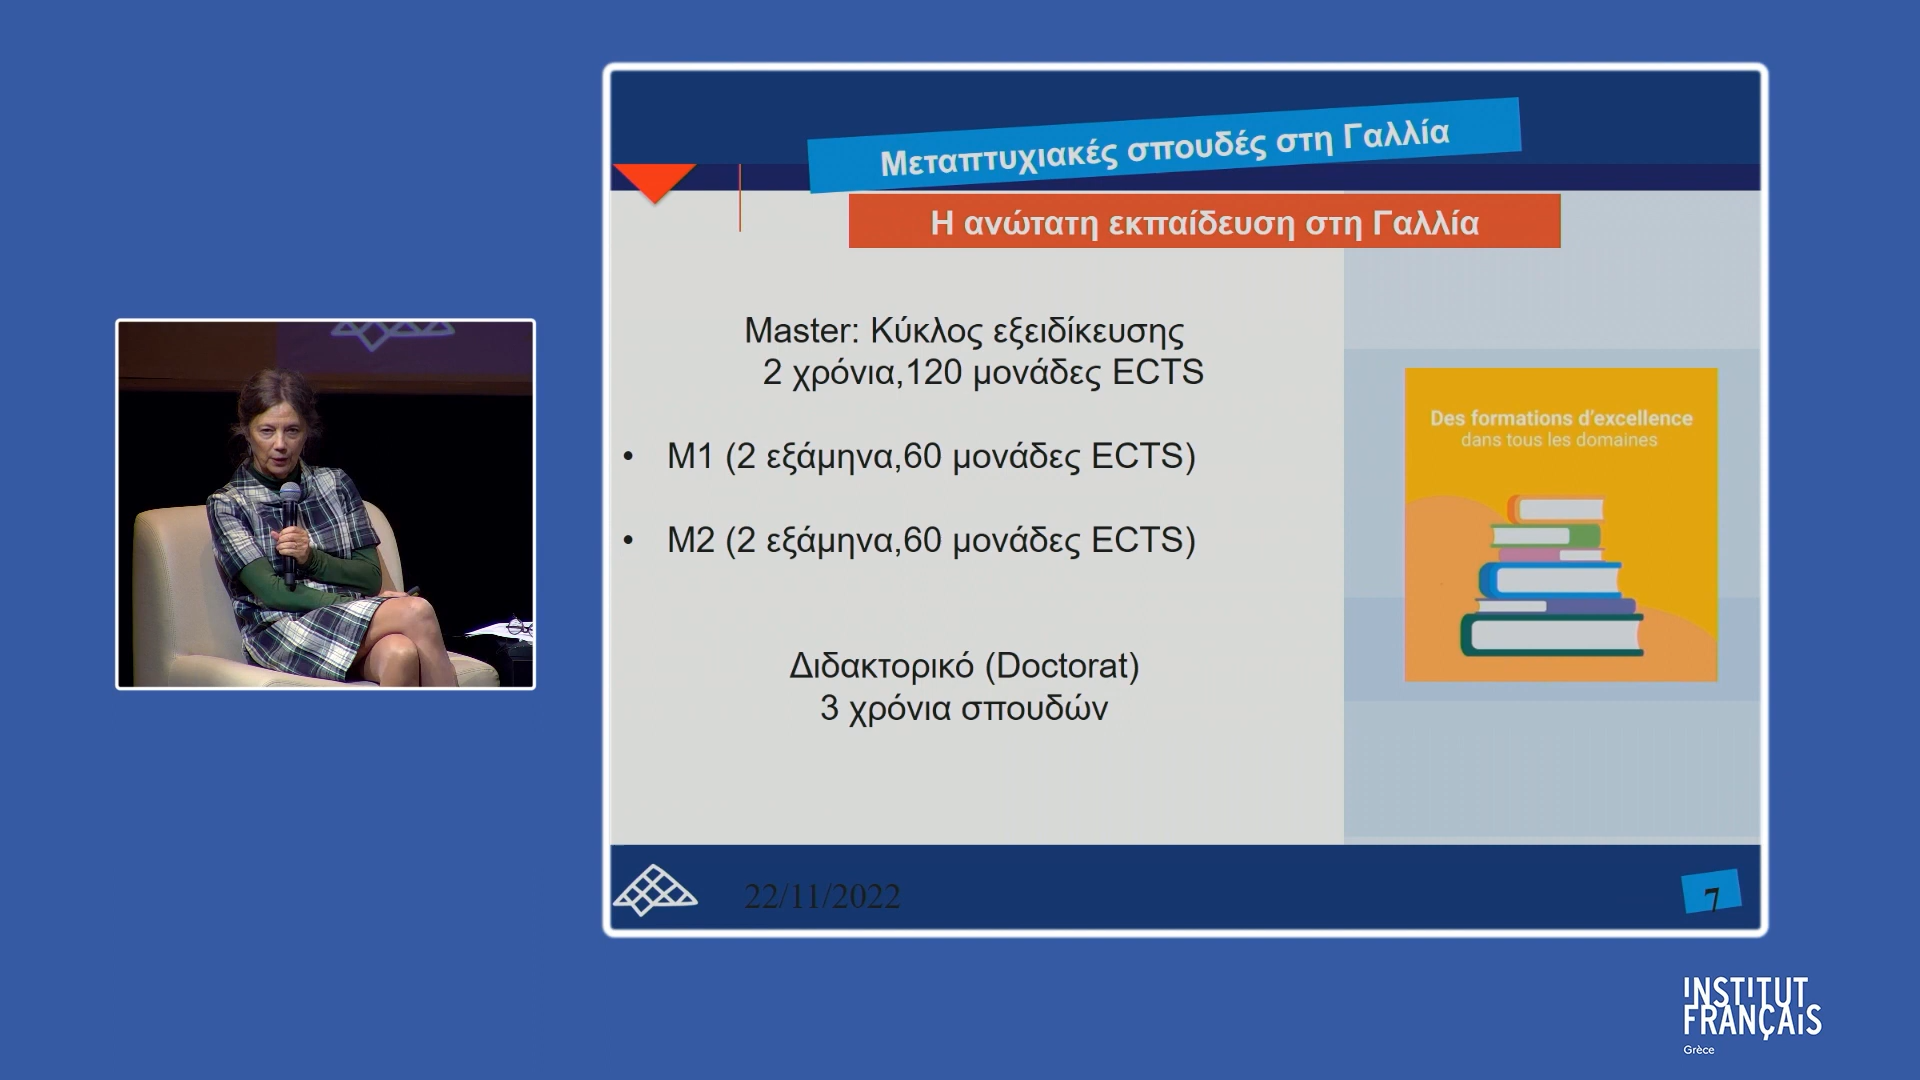 Μεταπτυχιακές σπουδές στη Γαλλία
Η ανώτατη εκπαίδευση στη Γαλλία
Master: Κύκλος εξειδίκευσης
2 χρόνια,120 μονάδες ECTS
• M1 (2 εξάμηνα,60 μονάδες ECTS)
• M2 (2 εξάμηνα,60 μονάδες ECTS)
Διδακτορικό (Doctorat)
3 χρόνια σπουδών
Des formations d'excellence
dans tous les domaines
22/11/2022
7
INSTITUT
FRANÇAIS
Grèce